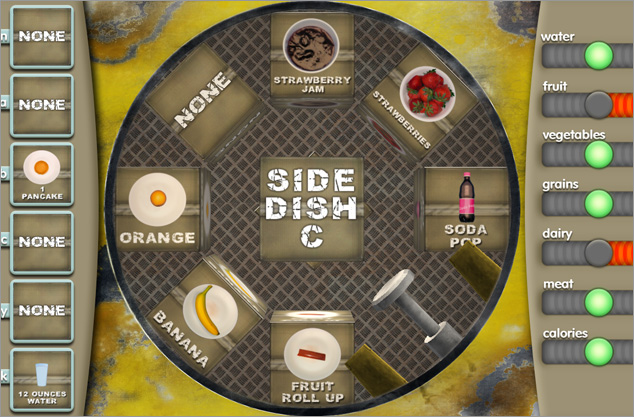 NONE
NONE
1
PANCAKE
NONE
NONE
12 OUNCES
WATER
STRAWBERRY
JAM
STRAWBERRIES
NONE
ORANGE
SIDE
DISH
C
SODA
POP
BANANA
FRUIT
ROLL UP
water
fruit
vegetables
grains
dairy
meat
calories